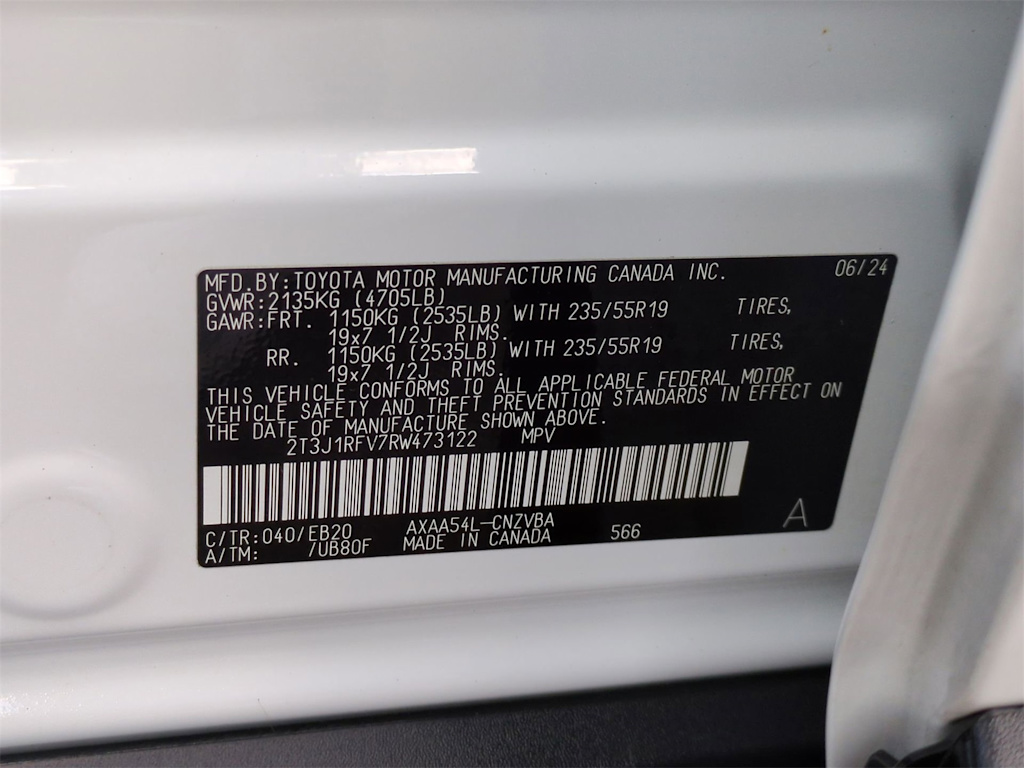 MFD.BY:TOYOTA MOTOR MANUFACTURING CANADA INC. 06/24
GVWR:2135KG (4705LB)
GAWR:FRT. 1150KG (2535LB) WITH 235/55R19 TIRES,
19x7 1/2J RIMS.
RR. 1150KG (2535LB) WITH 235/55R19 TIRES,
19x7 1/2J RIMS.
THIS VEHICLE CONFORMS TO ALL APPLICABLE FEDERAL MOTOR
VEHICLE SAFETY AND THEFT PREVENTION STANDARDS IN EFFECT ON
THE DATE OF MANUFACTURE SHOWN ABOVE.
2T3J1RFV7RW473122 MPV
C/TR:040/EB20 AXAA54L-CNZVBA 566 A
A/TM: /UB80F MADE IN CANADA